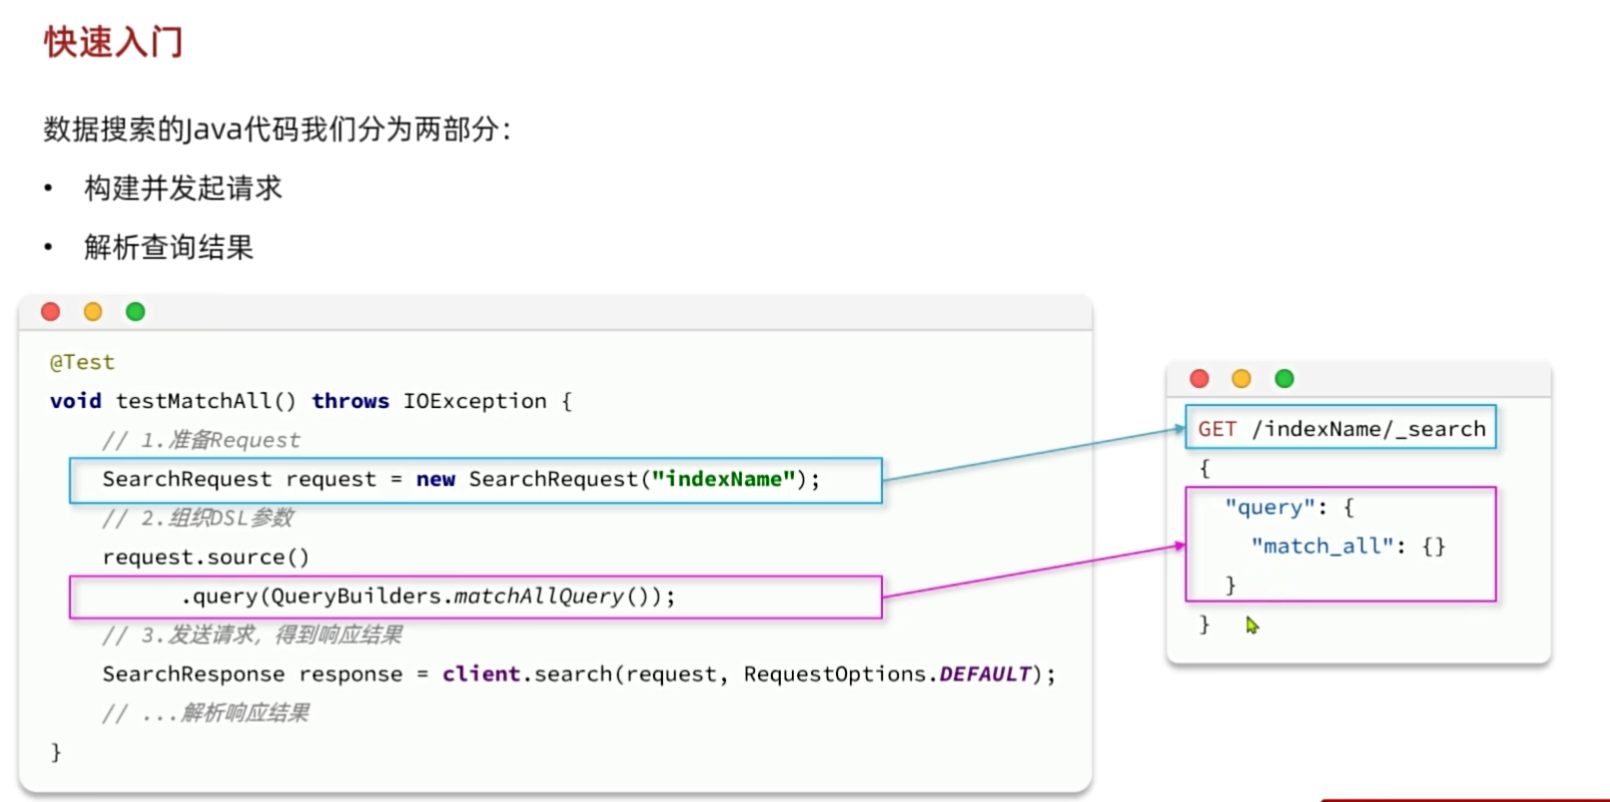 快速入门
数据搜索的Java代码我们分为两部分：
• 构建并发起请求
• 解析查询结果
@Test
void testMatchAll() throws IOException {
// 1.准备Request
SearchRequest request = new SearchRequest("indexName");
// 2.组织DSL参数
request.source()
.query(QueryBuilders.matchAllQuery());
// 3.发送请求，得到响应结果
SearchResponse response = client.search(request, RequestOptions.DEFAULT);
// ...解析响应结果
}
GET /indexName/_search
{
"query": {
"match_all": {}
}
}